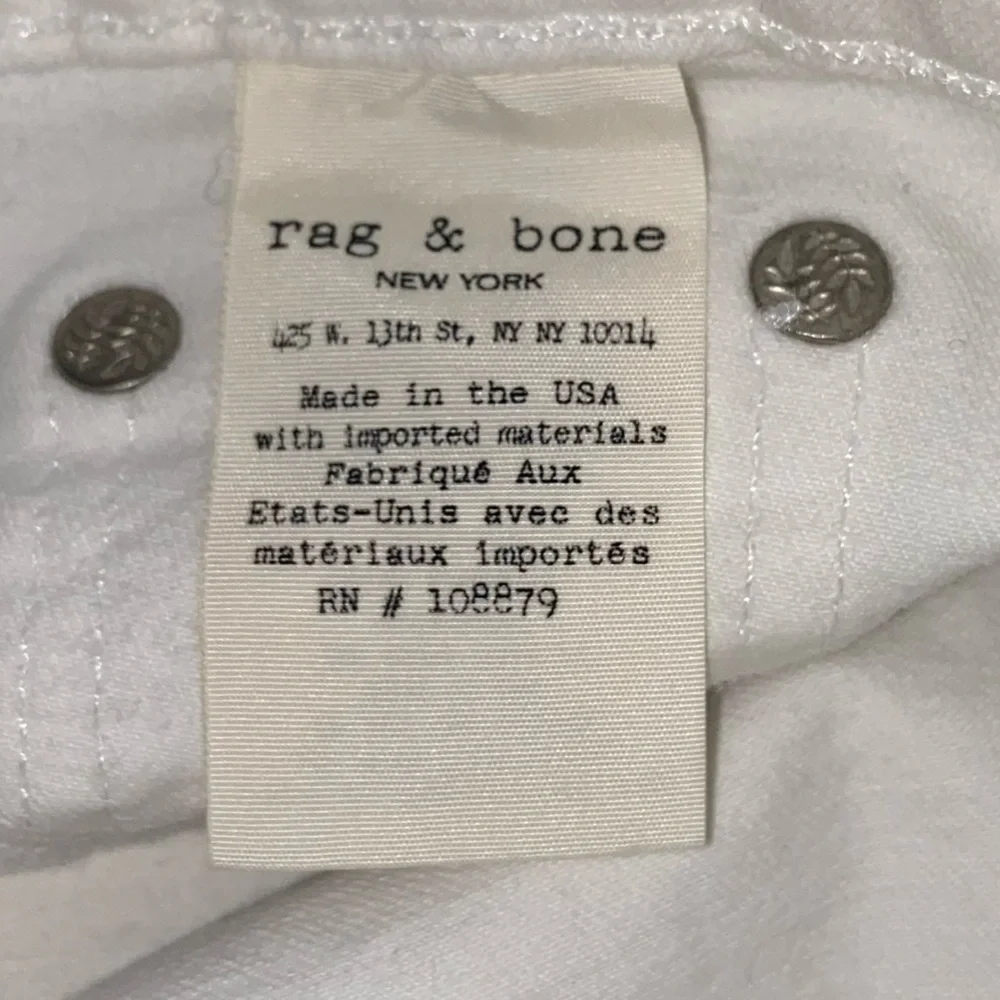 rag & bone
NEW YORK
425 W. 13th St, NY NY 10014
Made in the USA
with imported materials
Fabriqué Aux
Etats-Unis avec des
matériaux importés
RN # 108879